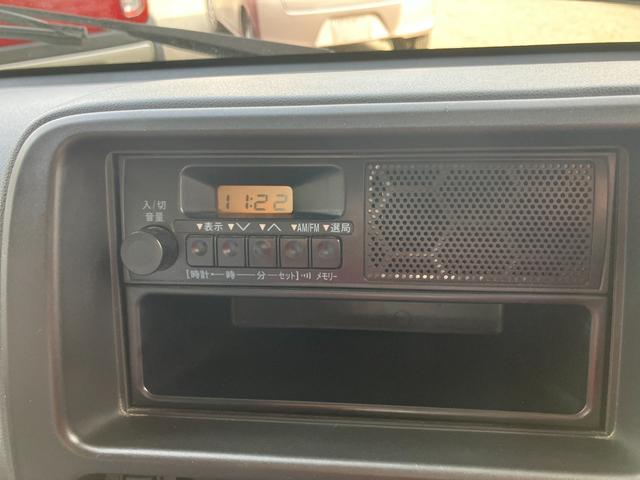 11:22
入/切
音量
▼表示 ▼∨ ▼∧ ▼AM/FM ▼選局
[時計 ← 時 — 分 — セット] メモリー